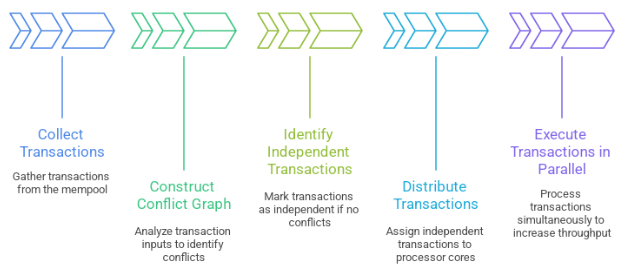 Collect
Transactions
Gather transactions
from the mempool
Construct
Conflict Graph
Analyze transaction
inputs to identify
conflicts
Identify
Independent
Transactions
Mark transactions
as independent if no
conflicts
Distribute
Transactions
Assign independent
transactions to
processor cores
Execute
Transactions in
Parallel
Process
transactions
simultaneously to
increase throughput